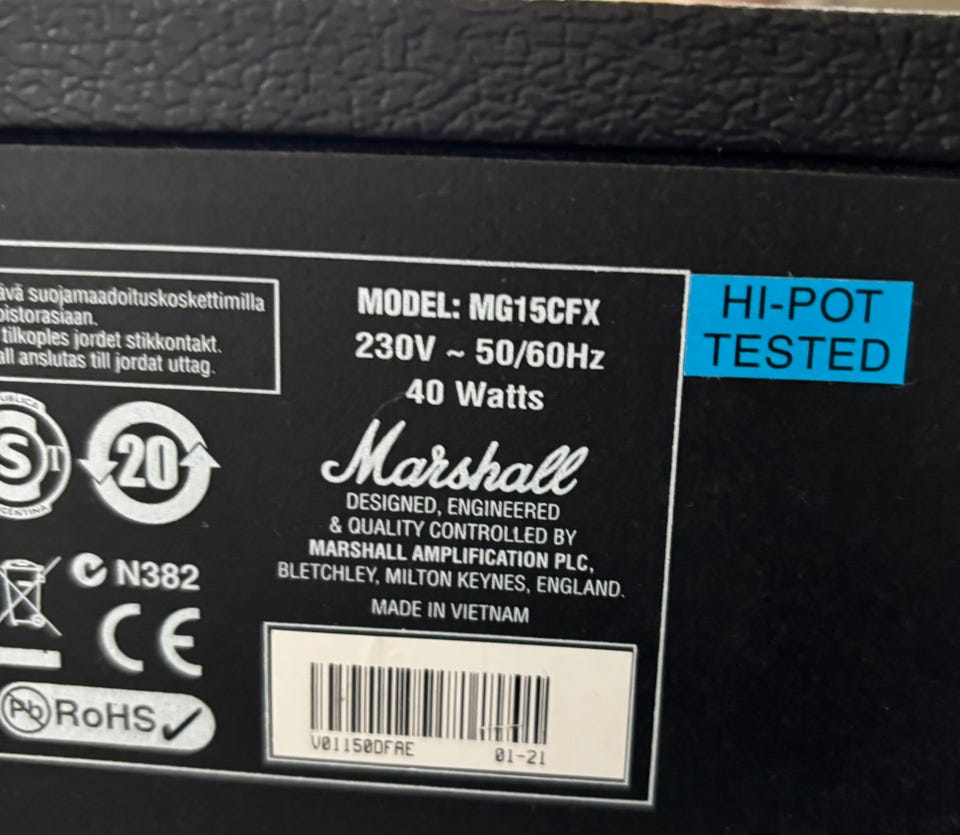 suojamaadoituskoskettimilla
tilkoples jordet stikkontakt.
anslutas till jordat uttag.
MODEL: MG15CFX
230V ~ 50/60Hz
40 Watts
HI-POT
TESTED
S T
20
Marshall
DESIGNED, ENGINEERED
& QUALITY CONTROLLED BY
MARSHALL AMPLIFICATION PLC,
BLETCHLEY, MILTON KEYNES, ENGLAND.
MADE IN VIETNAM
N382
CE
Pb RoHS
V01150DFAE
01-21